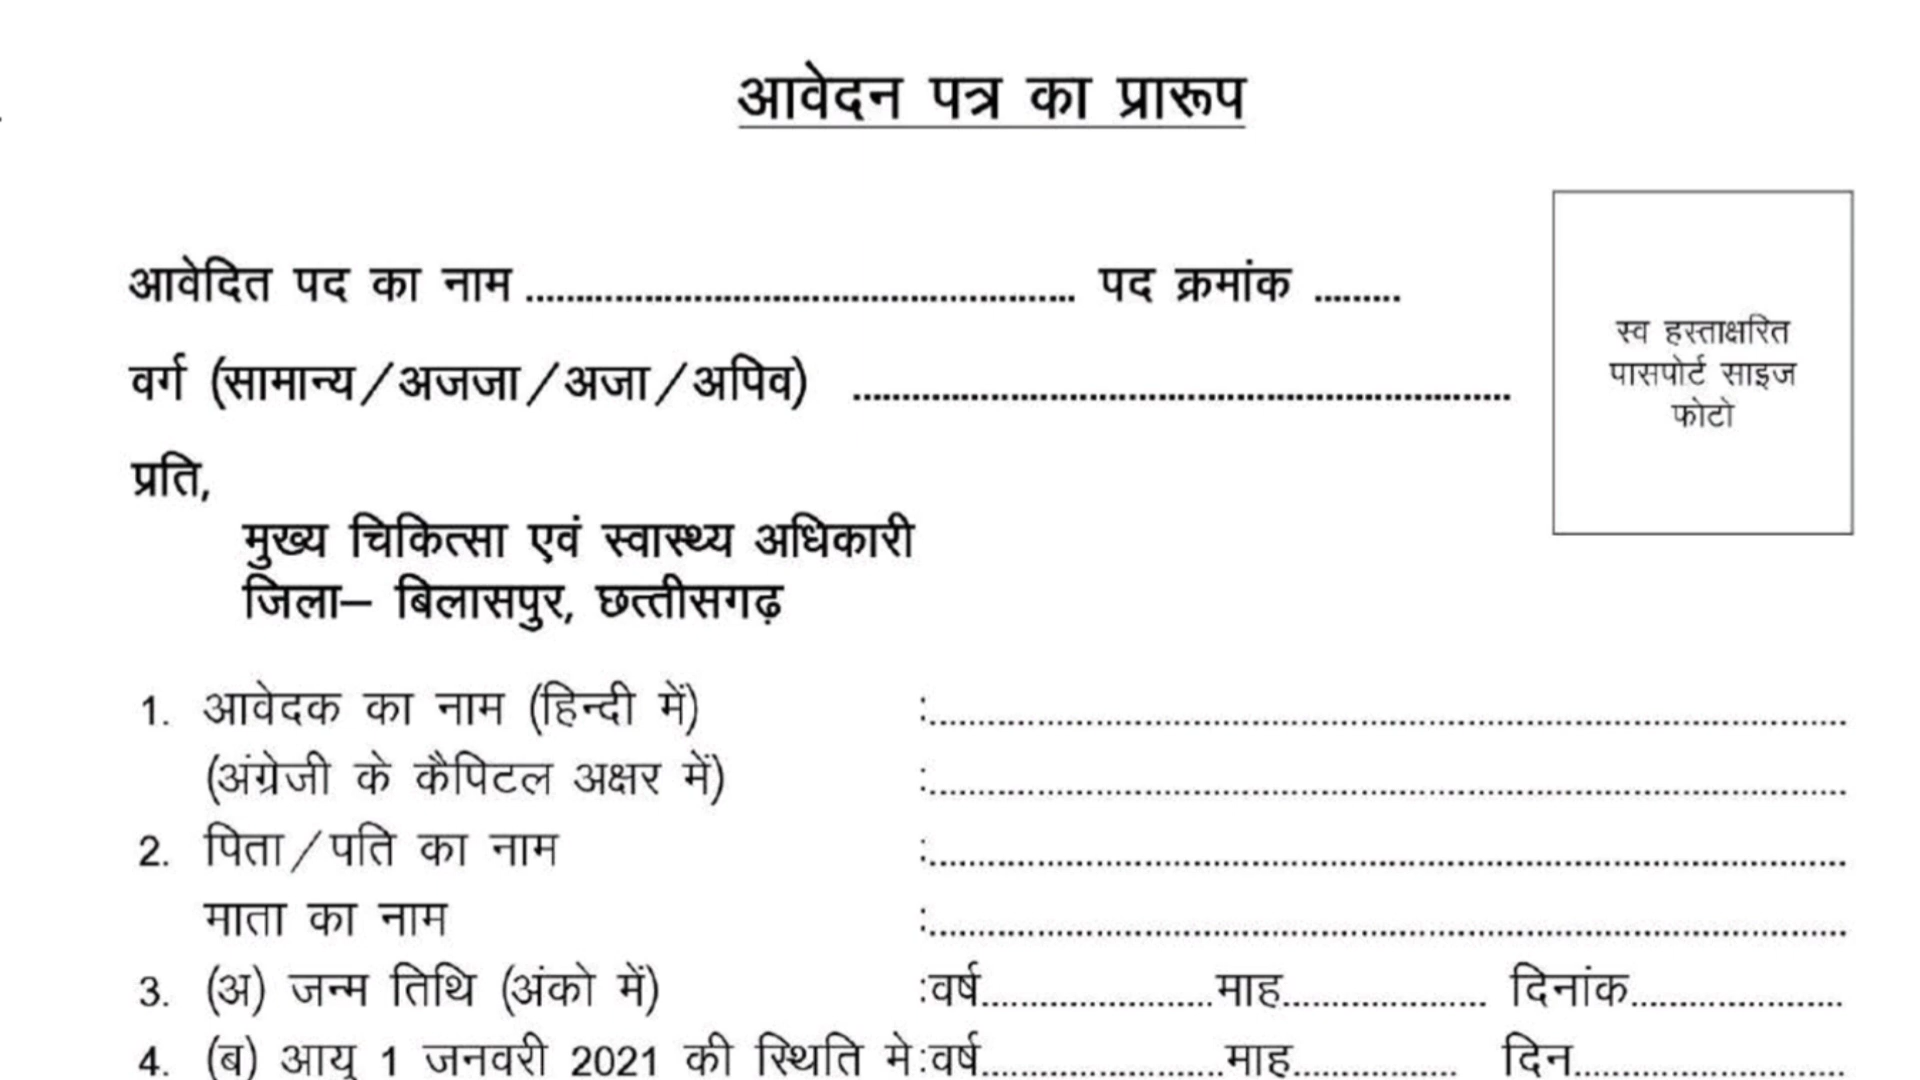 आवेदन पत्र का प्रारूप
आवेदित पद का नाम ........................................................ पद क्रमांक .........
वर्ग (सामान्य/अजजा/अजा/अपिव) ...................................................................
स्व हस्ताक्षरित
पासपोर्ट साइज
फोटो
प्रति,
मुख्य चिकित्सा एवं स्वास्थ्य अधिकारी
जिला– बिलासपुर, छत्तीसगढ़
1. आवेदक का नाम (हिन्दी में) :....................................................................................
(अंग्रेजी के कैपिटल अक्षर में) :....................................................................................
2. पिता/पति का नाम :....................................................................................
माता का नाम :....................................................................................
3. (अ) जन्म तिथि (अंको में) :वर्ष.......................माह.................... दिनांक.....................
4. (ब) आयु 1 जनवरी 2021 की स्थिति मे:वर्ष........................माह................ दिन...........................